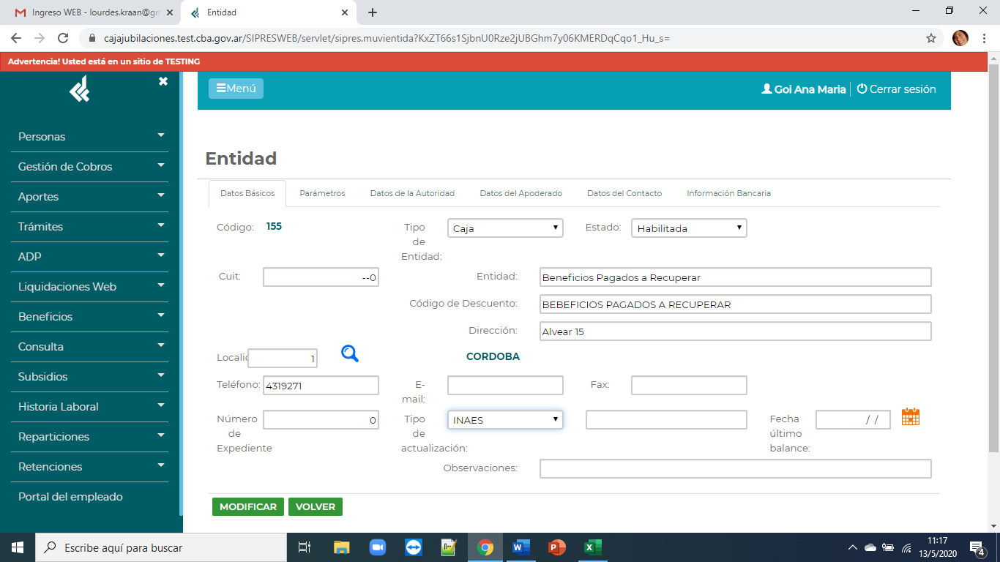 Ingreso WEB - lourdes.kraan@gm
Entidad
cajajubilaciones.test.cba.gov.ar/SIPRESWEB/servlet/sipres.muvientida?KxZT66s1SjbnU0Rze2jUBGhm7y06KMERDqCqo1_Hu_s=
Advertencia! Usted está en un sitio de TESTING
Menú
Goi Ana Maria
Cerrar sesión
Personas
Gestión de Cobros
Aportes
Trámites
ADP
Liquidaciones Web
Beneficios
Consulta
Subsidios
Historia Laboral
Reparticiones
Retenciones
Portal del empleado
Entidad
Datos Básicos Parámetros Datos de la Autoridad Datos del Apoderado Datos del Contacto Información Bancaria
Código: 155 Tipo de Entidad: Caja Estado: Habilitada
Cuit: --0 Entidad: Beneficios Pagados a Recuperar
Código de Descuento: BEBEFICIOS PAGADOS A RECUPERAR
Dirección: Alvear 15
Localic 1 CORDOBA
Teléfono: 4319271 E-mail: Fax:
Número de Expediente 0 Tipo de actualización: INAES Fecha último balance: / /
Observaciones:
MODIFICAR VOLVER
Escribe aquí para buscar
11:17
13/5/2020
4